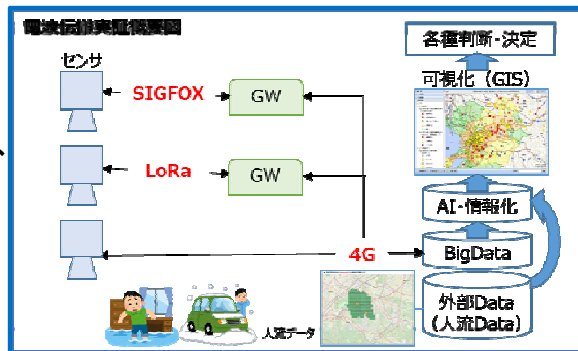 電波伝搬実証概要図
センサ
SIGFOX
GW
LoRa
GW
4G
人流データ
各種判断・決定
可視化（GIS）
AI・情報化
BigData
外部Data
（人流Data）